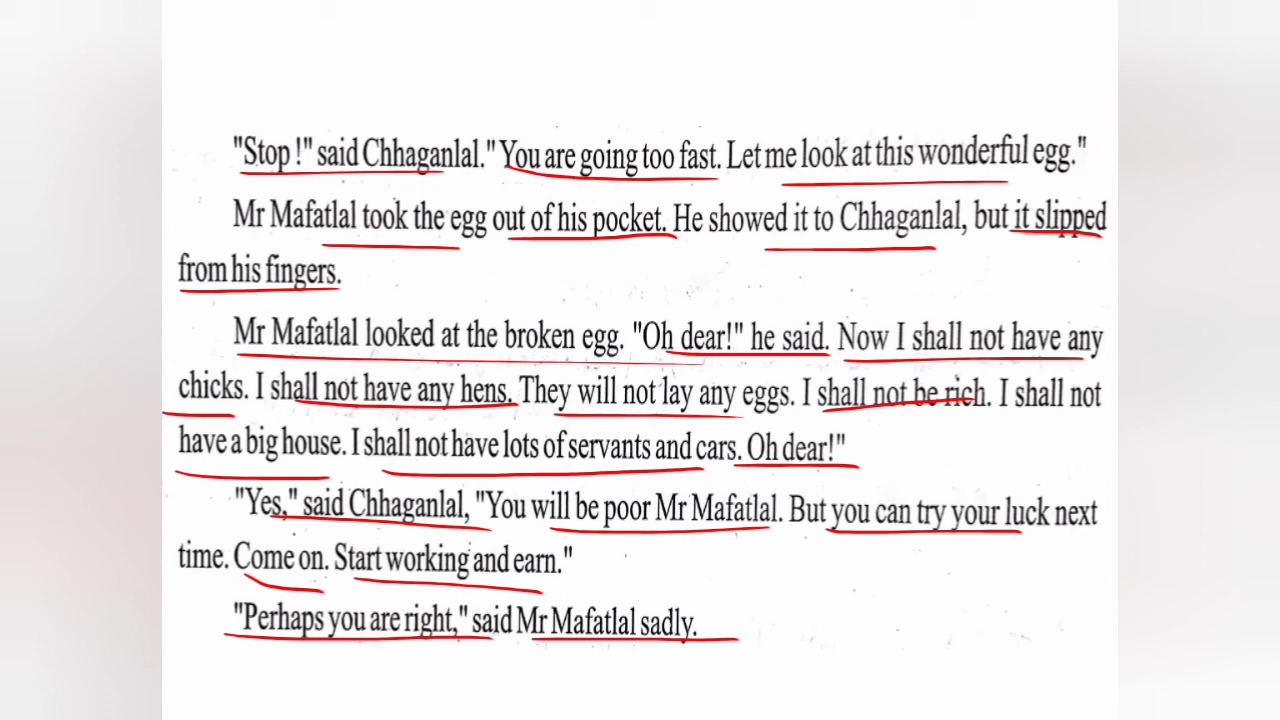 "Stop !" said Chhaganlal." You are going too fast. Let me look at this wonderful egg."
Mr Mafatlal took the egg out of his pocket. He showed it to Chhaganlal, but it slipped
from his fingers.
Mr Mafatlal looked at the broken egg. "Oh dear!" he said. Now I shall not have any
chicks. I shall not have any hens. They will not lay any eggs. I shall not be rich. I shall not
have a big house. I shall not have lots of servants and cars. Oh dear!"
"Yes," said Chhaganlal, "You will be poor Mr Mafatlal. But you can try your luck next
time. Come on. Start working and earn."
"Perhaps you are right," said Mr Mafatlal sadly.